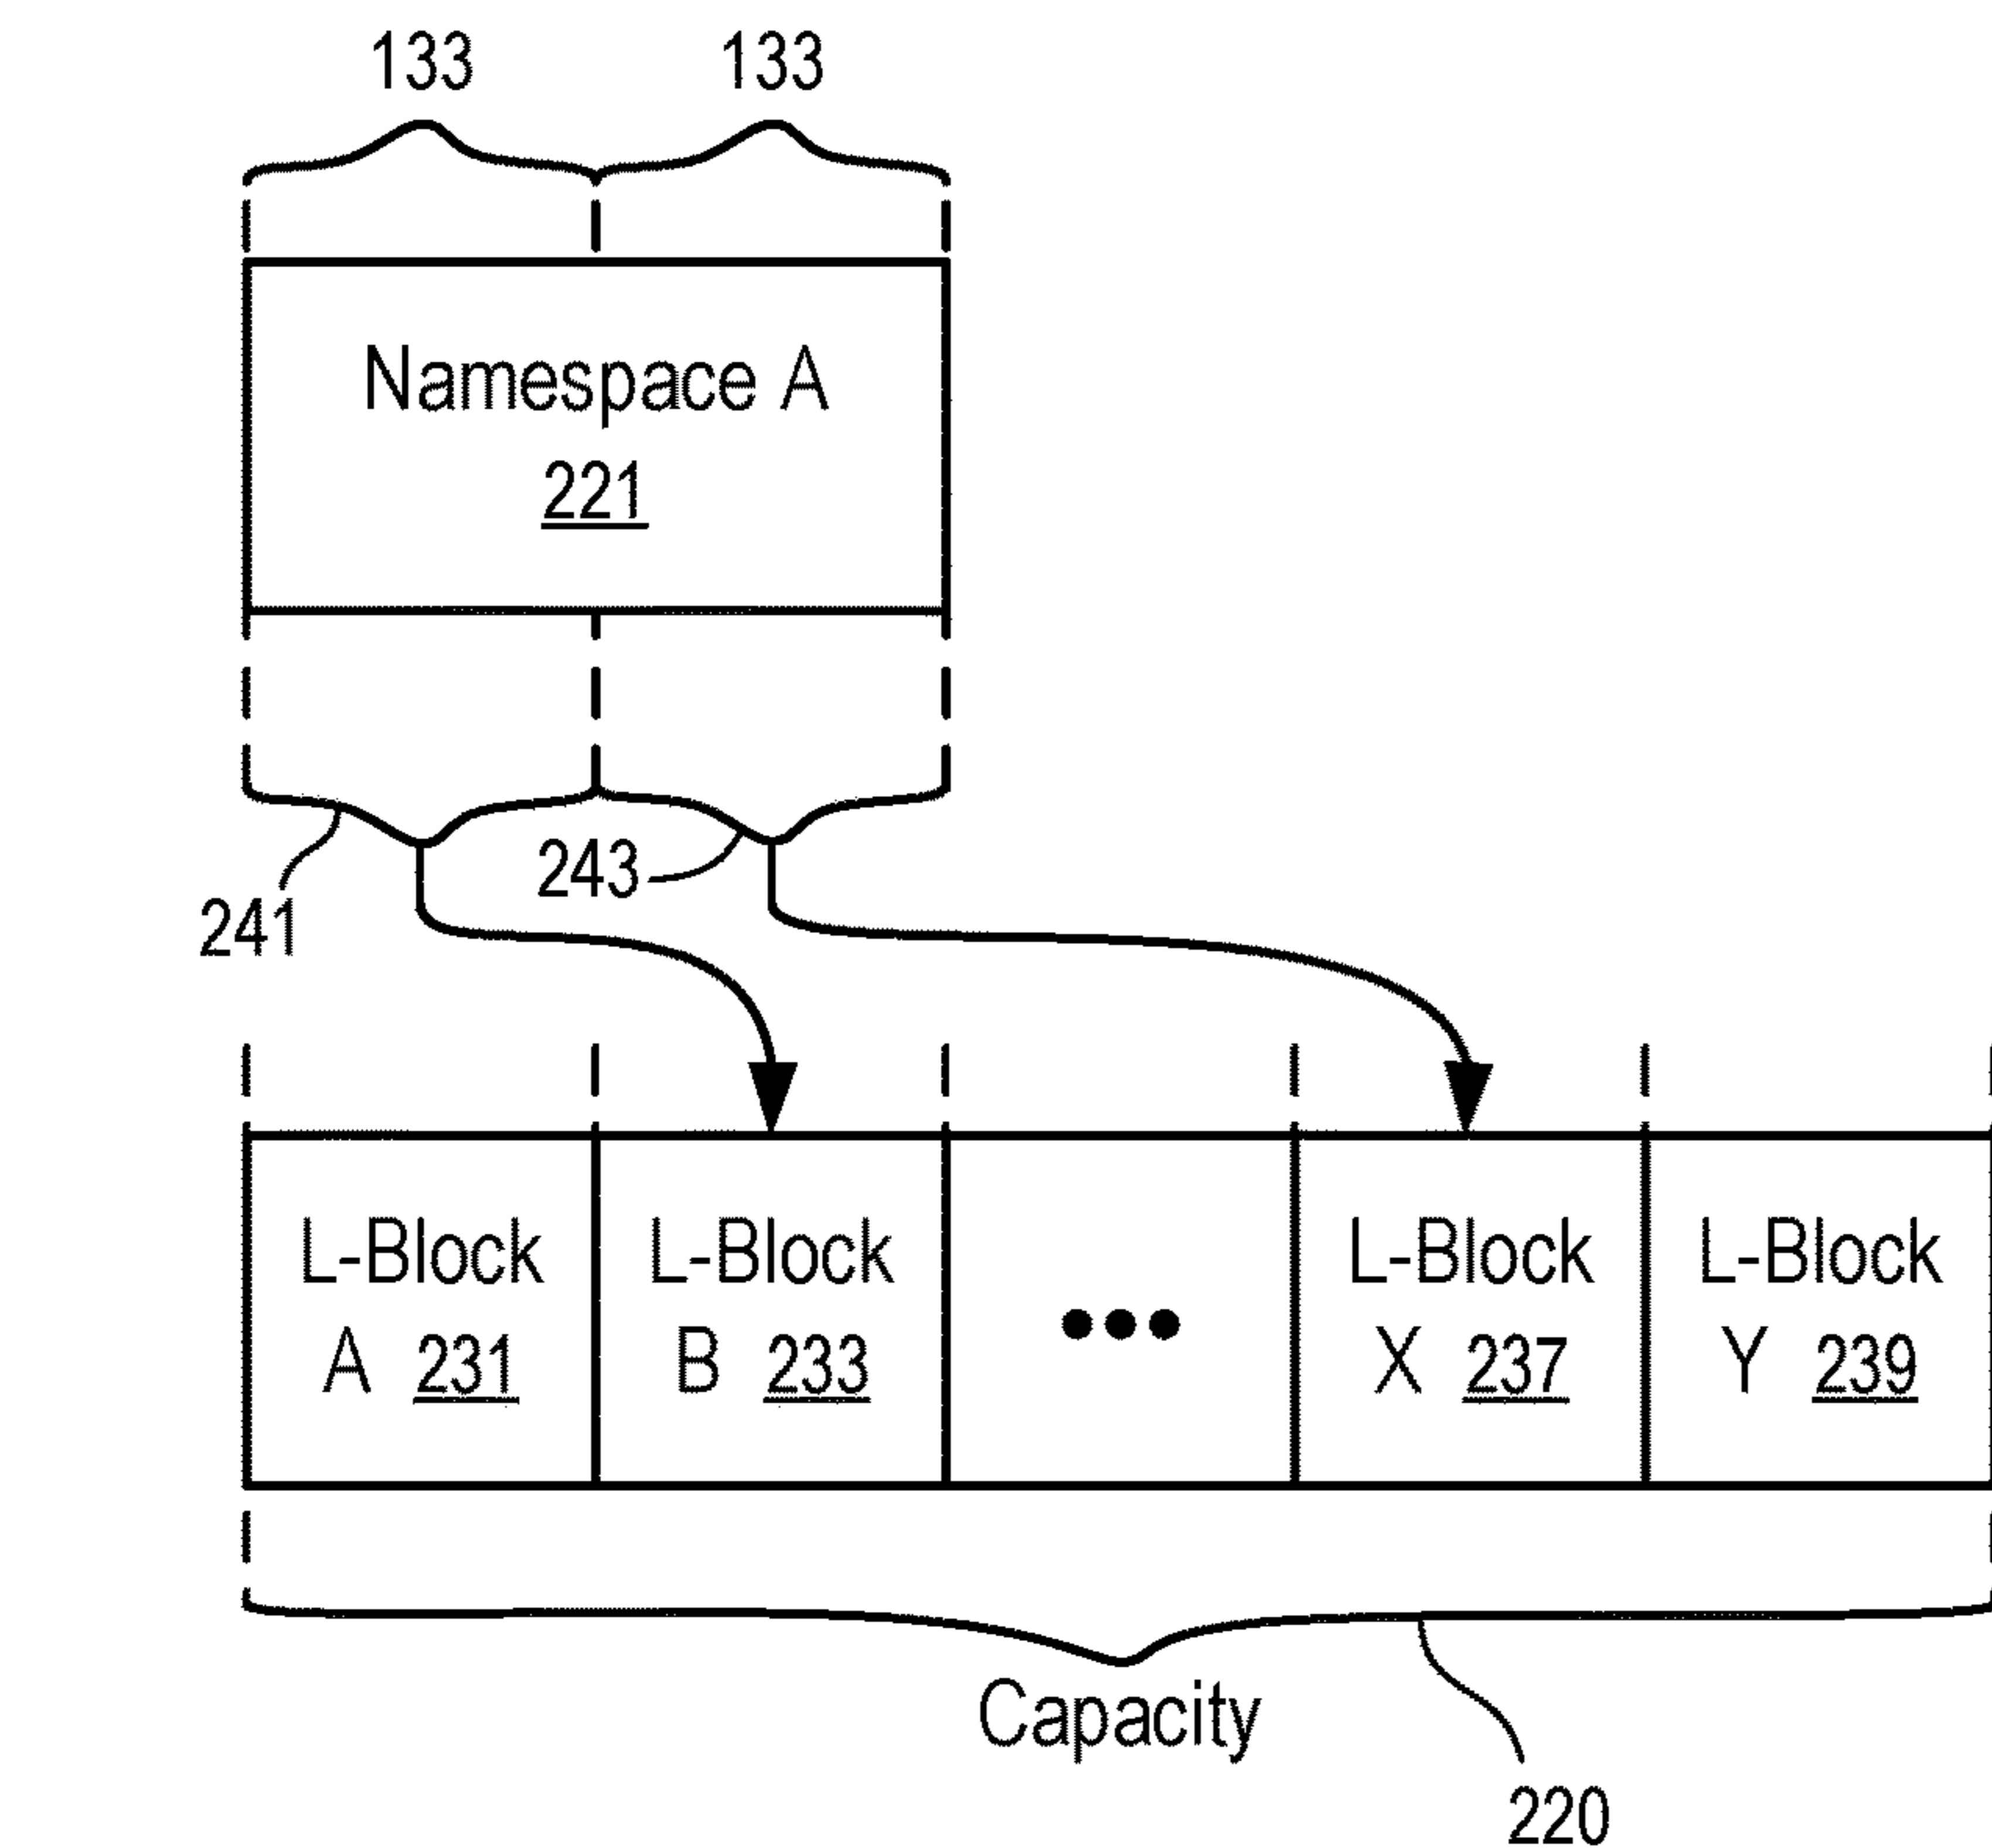 133 133
Namespace A
221
243
241
L-Block L-Block L-Block L-Block
A 231 B 233 ••• X 237 Y 239
Capacity
220